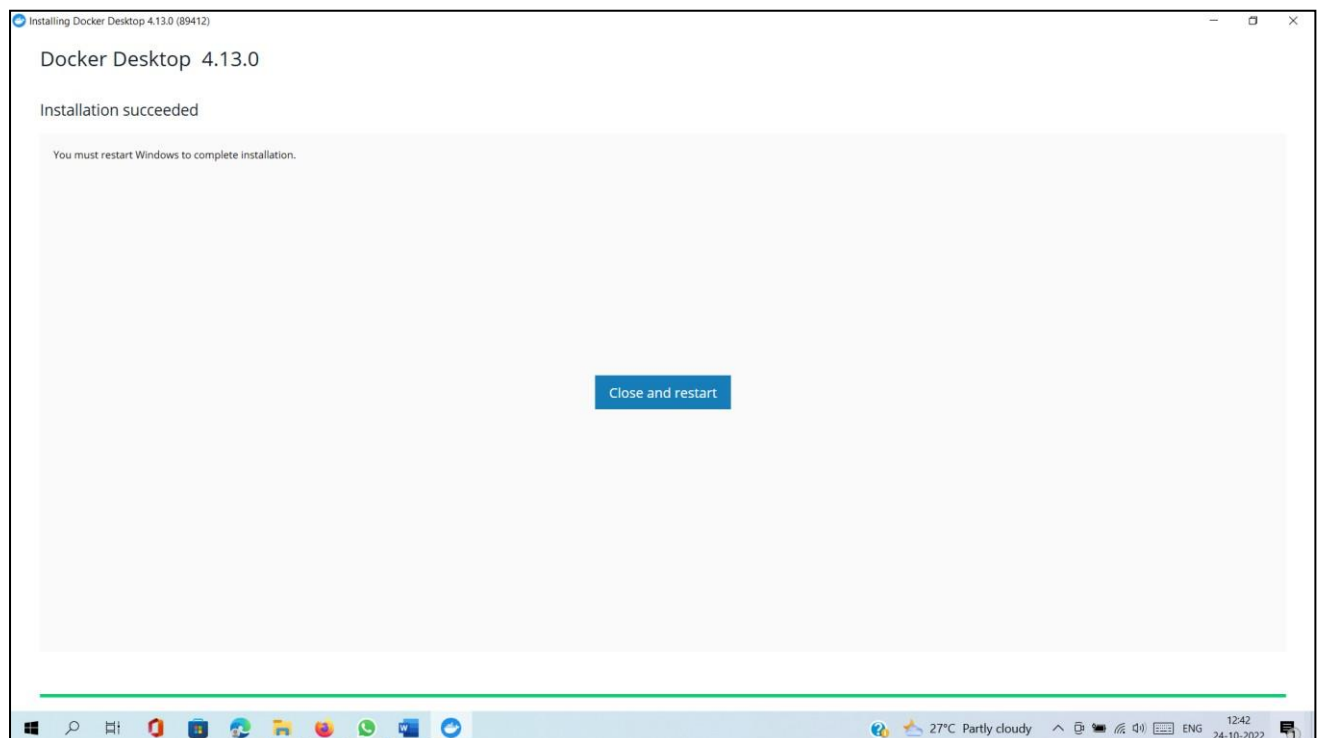 Installing Docker Desktop 4.13.0 (89412)
Docker Desktop 4.13.0
Installation succeeded
You must restart Windows to complete installation.
Close and restart
27°C Partly cloudy
ENG
12:42
24-10-2022